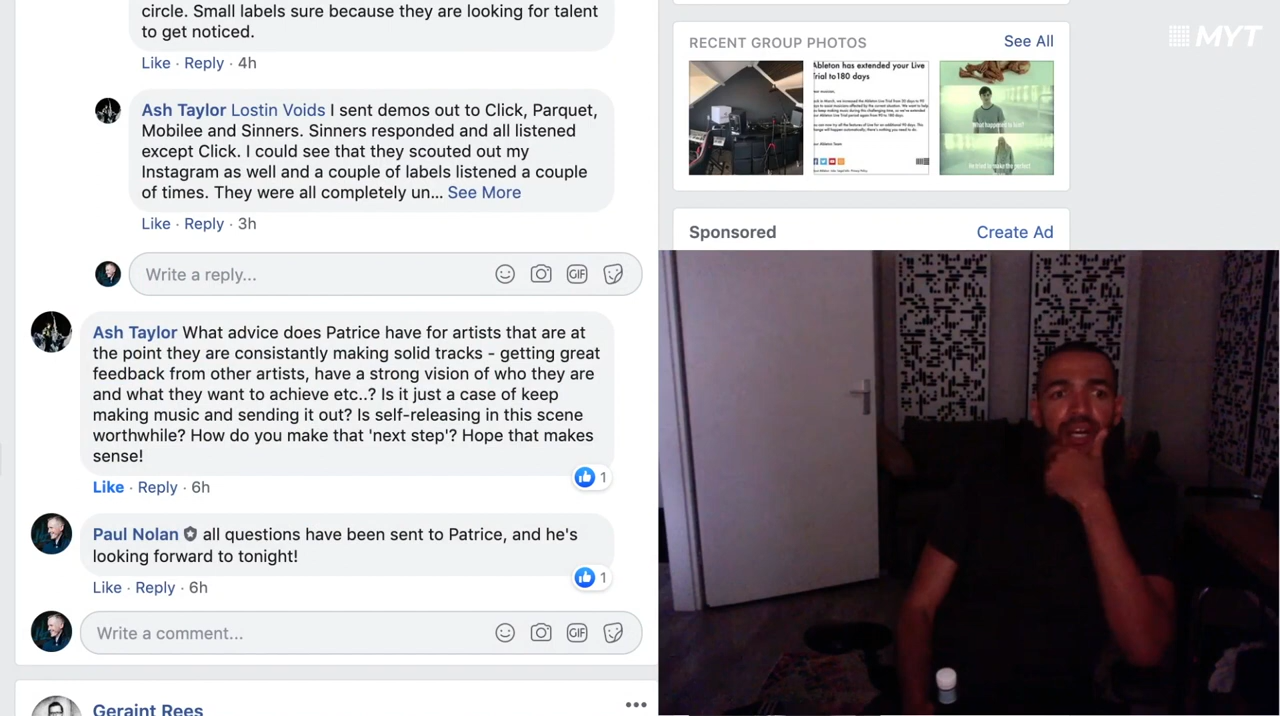 circle. Small labels sure because they are looking for talent
to get noticed.
Like · Reply · 4h
Ash Taylor Lostin Voids I sent demos out to Click, Parquet,
Mobilee and Sinners. Sinners responded and all listened
except Click. I could see that they scouted out my
Instagram as well as a couple of labels listened a couple
of times. They were all completely un... See More
Like · Reply · 3h
Write a reply...
GIF
Ash Taylor What advice does Patrice have for artists that are at
the point they are consistantly making solid tracks - getting great
feedback from other artists, have a strong vision of who they are
and what they want to achieve etc..? Is it just a case of keep
making music and sending it out? Is self-releasing in this scene
worthwhile? How do you make that 'next step'? Hope that makes
sense!
1
Like · Reply · 6h
Paul Nolan all questions have been sent to Patrice, and he's
looking forward to tonight!
1
Like · Reply · 6h
Write a comment...
GIF
Geraint Rees
RECENT GROUP PHOTOS
See All
Ableton has extended your Live
Trial to 180 days
What happened to love?
Sponsored
Create Ad
MYT